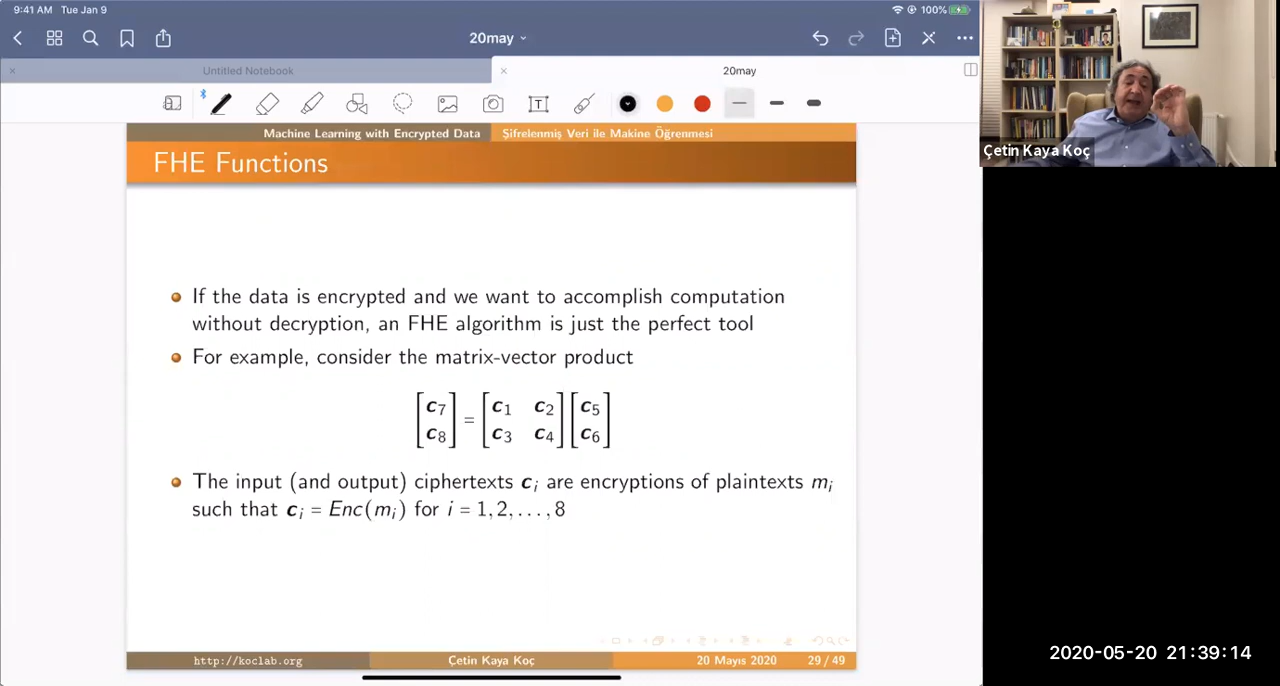 9:41 AM Tue Jan 9
100%
20may
Untitled Notebook
20may
T
Machine Learning with Encrypted Data
Şifrelenmiş Veri ile Makine Öğrenmesi
FHE Functions
If the data is encrypted and we want to accomplish computation
without decryption, an FHE algorithm is just the perfect tool
For example, consider the matrix-vector product
[c7 c8] = [c1 c2 c3 c4] [c5 c6]
The input (and output) ciphertexts ci are encryptions of plaintexts mi
such that ci = Enc(mi) for i = 1, 2, . . . , 8
http://koclab.org
Çetin Kaya Koç
20 Mayıs 2020
29 / 49
Çetin Kaya Koç
2020-05-20 21:39:14